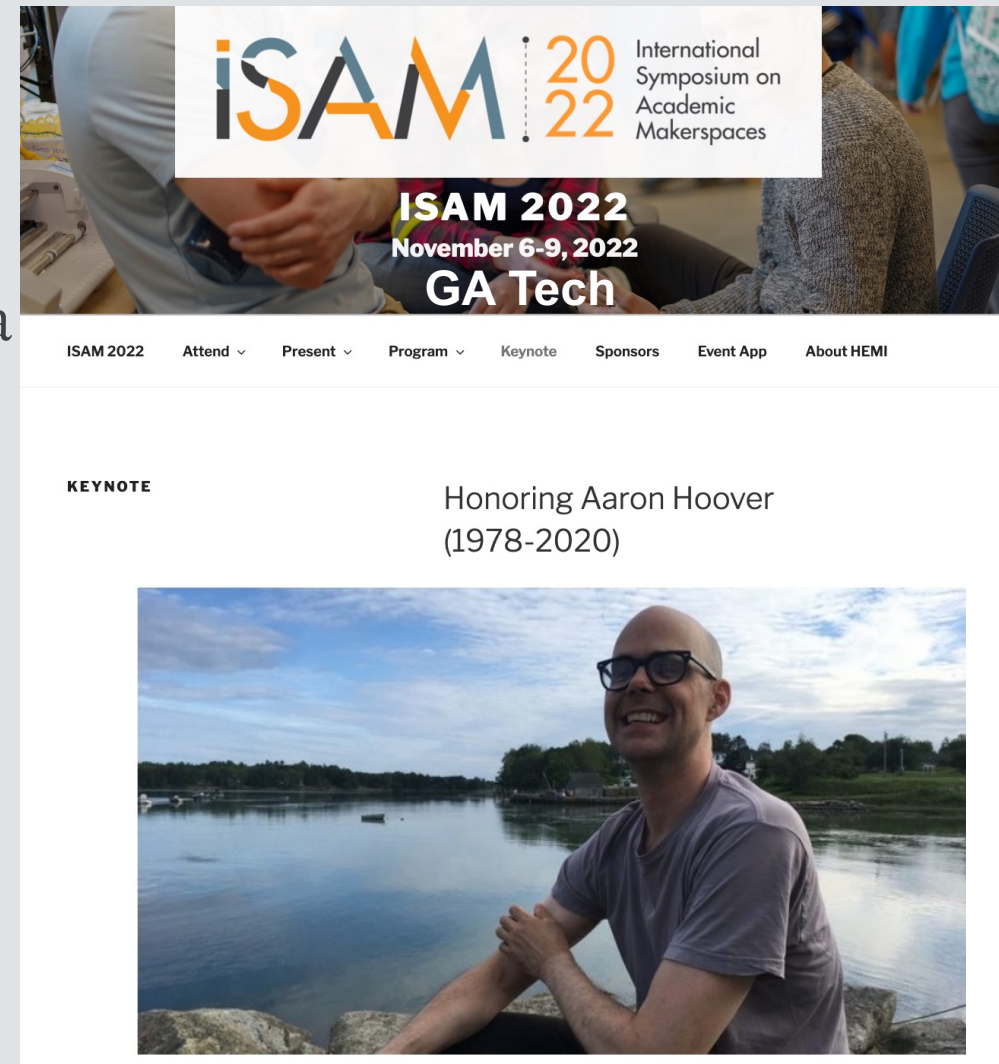 iSAM
20
22
International
Symposium on
Academic
Makerspaces
ISAM 2022
November 6-9, 2022
GA Tech
a
ISAM 2022 Attend Present Program Keynote Sponsors Event App About HEMI
KEYNOTE
Honoring Aaron Hoover
(1978-2020)